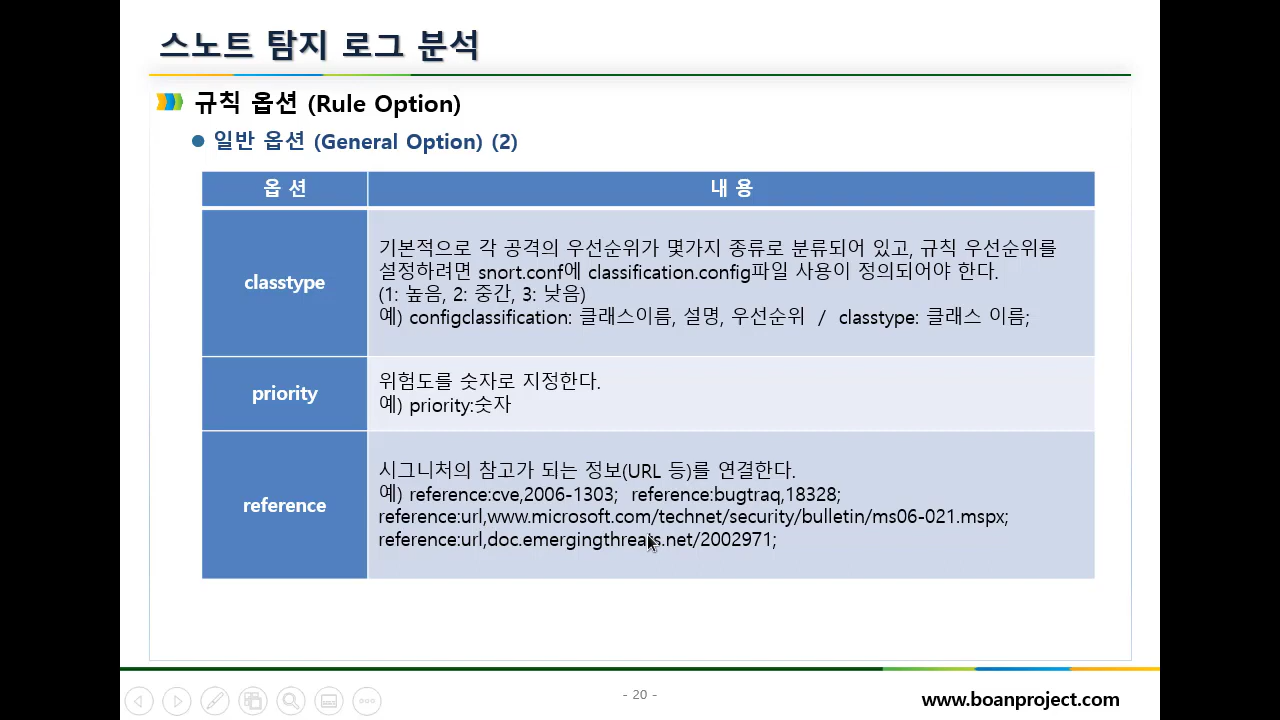 스노트 탐지 로그 분석
규칙 옵션 (Rule Option)
일반 옵션 (General Option) (2)
옵 션
내 용
classtype
기본적으로 각 공격의 우선순위가 몇가지 종류로 분류되어 있고, 규칙 우선순위를
설정하려면 snort.conf에 classification.config파일 사용이 정의되어야 한다.
(1: 높음, 2: 중간, 3: 낮음)
예) configclassification: 클래스이름, 설명, 우선순위 / classtype: 클래스 이름;
priority
위험도를 숫자로 지정한다.
예) priority:숫자
reference
시그니처의 참고가 되는 정보(URL 등)를 연결한다.
예) reference:cve,2006-1303; reference:bugtraq,18328;
reference:url,www.microsoft.com/technet/security/bulletin/ms06-021.mspx;
reference:url,doc.emergingthreats.net/2002971;
- 20 -
www.boanproject.com